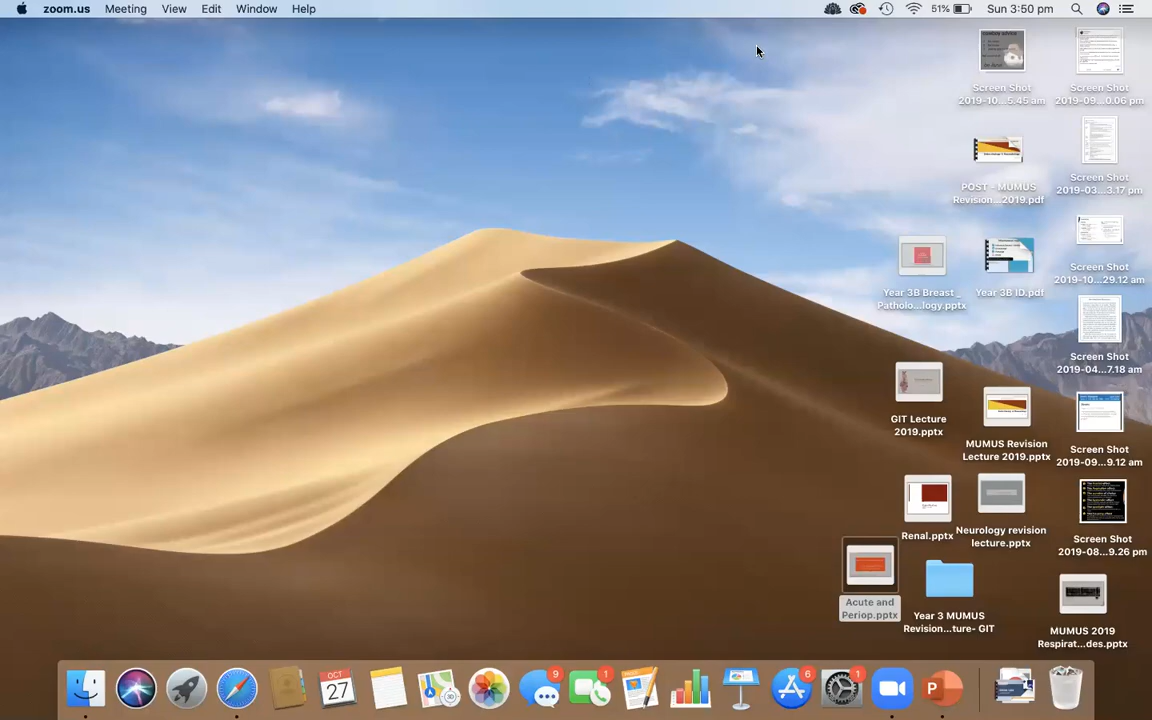 zoom.us Meeting View Edit Window Help 51% Sun 3:50 pm
Screen Shot
2019-10...5.45 am
Screen Shot
2019-09...0.06 pm
POST - MUMUS
Revision...2019.pdf
Screen Shot
2019-03...3.17 pm
Year 3B Breast _
Patholo...logy.pptx
Year 3B ID.pdf
Screen Shot
2019-10...29.12 am
Screen Shot
2019-04...7.18 am
GIT Lecture
2019.pptx
MUMUS Revision
Lecture 2019.pptx
Screen Shot
2019-09...9.12 am
Renal.pptx
Neurology revision
lecture.pptx
Screen Shot
2019-08...9.26 pm
Acute and
Periop.pptx
Year 3 MUMUS
Revision...ture- GIT
MUMUS 2019
Respirat...des.pptx
OCT
27
9
1
6
1
P